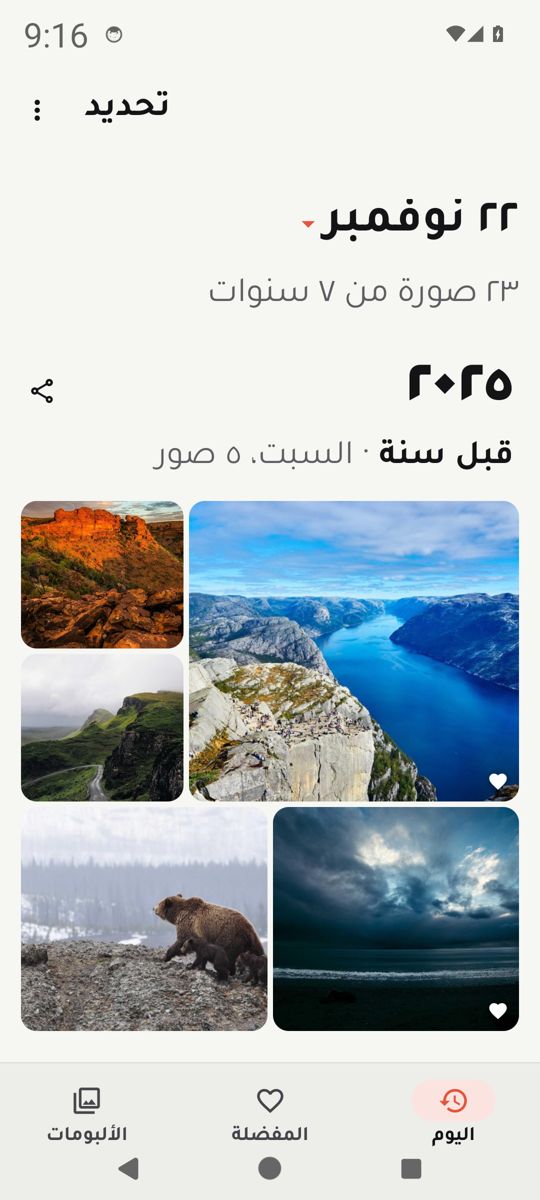 9:16
تحديد
٢٢ نوفمبر
٢٣ صورة من ٧ سنوات
٢٠٢٥
قبل سنة · السبت، ٥ صور
اليوم
المفضلة
الألبومات